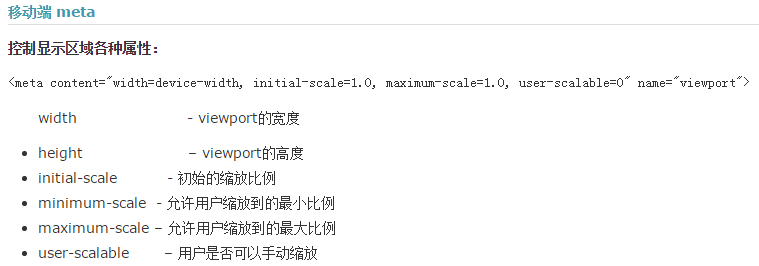 移动端 meta
控制显示区域各种属性：
<meta content="width=device-width, initial-scale=1.0, maximum-scale=1.0, user-scalable=0" name="viewport">
width - viewport的宽度
• height – viewport的高度
• initial-scale - 初始的缩放比例
• minimum-scale - 允许用户缩放到的最小比例
• maximum-scale – 允许用户缩放到的最大比例
• user-scalable – 用户是否可以手动缩放